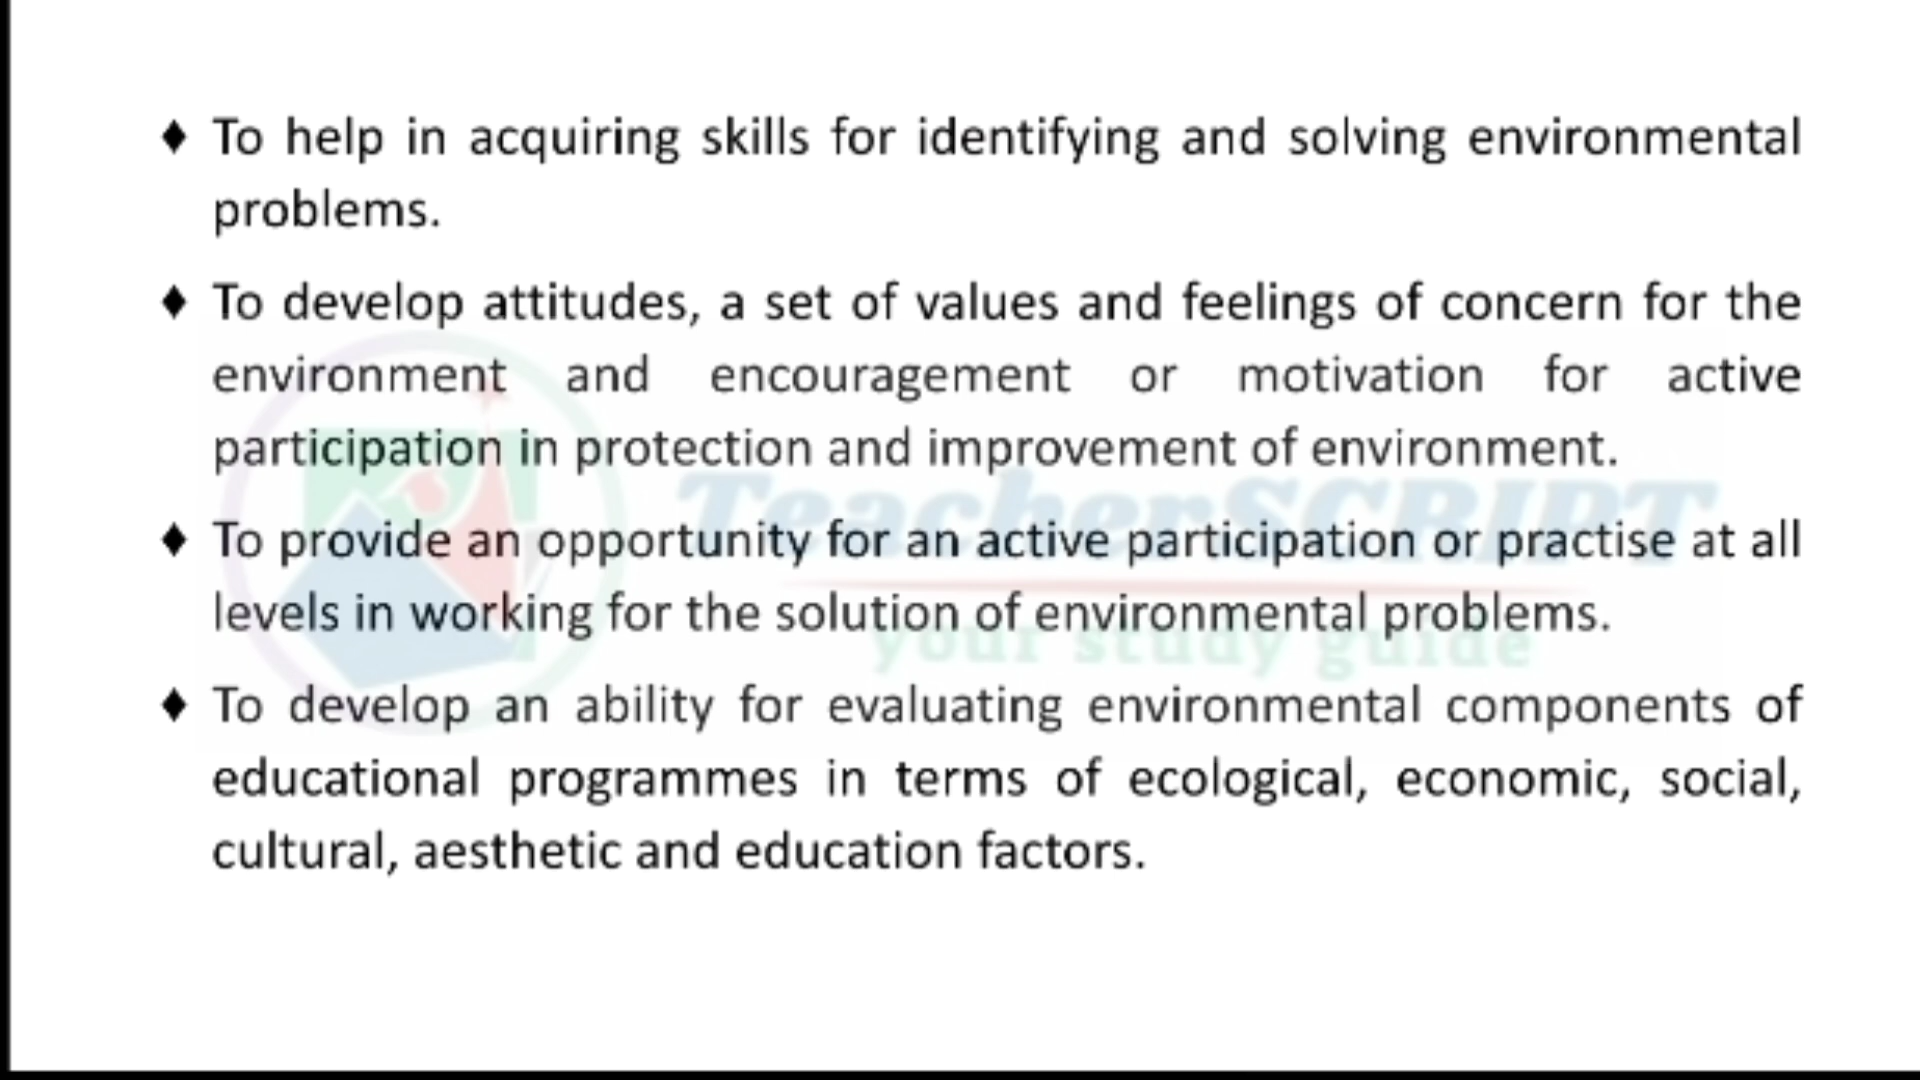 ♦ To help in acquiring skills for identifying and solving environmental
problems.
♦ To develop attitudes, a set of values and feelings of concern for the
environment and encouragement or motivation for active
participation in protection and improvement of environment.
TeacherSCRIPT
♦ To provide an opportunity for an active participation or practise at all
levels in working for the solution of environmental problems.
your study guide
♦ To develop an ability for evaluating environmental components of
educational programmes in terms of ecological, economic, social,
cultural, aesthetic and education factors.